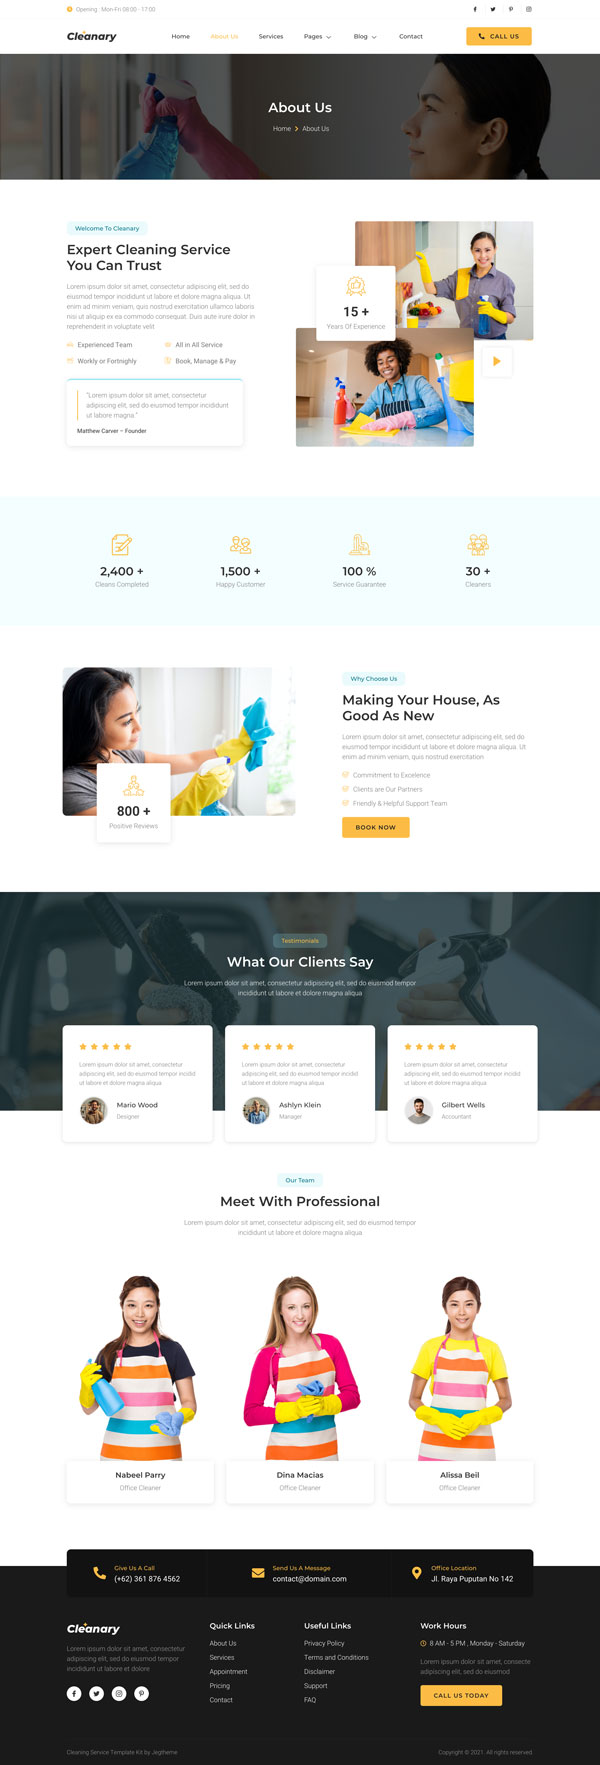 Opening : Mon-Fri 08:00 - 17:00
Cleanary
Home
About Us
Services
Pages
Blog
Contact
CALL US
About Us
Home
About Us
Welcome To Cleanary
Expert Cleaning Service
You Can Trust
Lorem ipsum dolor sit amet, consectetur adipiscing elit, sed do
eiusmod tempor incididunt ut labore et dolore magna aliqua. Ut
enim ad minim veniam, quis nostrud exercitation ullamco laboris
nisi ut aliquip ex ea commodo consequat. Duis aute irure dolor in
reprehenderit in voluptate velit
Experienced Team
All in All Service
Workly or Fortnighly
Book, Manage & Pay
"Lorem ipsum dolor sit amet, consectetur
adipiscing elit, sed do eiusmod tempor incididunt
ut labore magna."
Matthew Carver – Founder
15 +
Years Of Experience
2,400 +
Cleans Completed
1,500 +
Happy Customer
100 %
Service Guarantee
30 +
Cleaners
800 +
Positive Reviews
Why Choose Us
Making Your House, As
Good As New
Lorem ipsum dolor sit amet, consectetur adipiscing elit, sed do
eiusmod tempor incididunt ut labore et dolore magna aliqua. Ut
enim ad minim veniam, quis nostrud exercitation
Commitment to Excelence
Clients are Our Partners
Friendly & Helpful Support Team
BOOK NOW
Testimonials
What Our Clients Say
Lorem ipsum dolor sit amet, consectetur adipiscing elit, sed do eiusmod tempor
incididunt ut labore et dolore magna aliqua
Lorem ipsum dolor sit amet, consectetur
adipiscing elit, sed do eiusmod tempor incidid
ut labore et dolore magna aliqua
Mario Wood
Designer
Lorem ipsum dolor sit amet, consectetur
adipiscing elit, sed do eiusmod tempor incidid
ut labore et dolore magna aliqua
Ashlyn Klein
Manager
Lorem ipsum dolor sit amet, consectetur
adipiscing elit, sed do eiusmod tempor incidid
ut labore et dolore magna aliqua
Gilbert Wells
Accountant
Our Team
Meet With Professional
Lorem ipsum dolor sit amet, consectetur adipiscing elit, sed do eiusmod tempor
incididunt ut labore et dolore magna aliqua
Nabeel Parry
Office Cleaner
Dina Macias
Office Cleaner
Alissa Beil
Office Cleaner
Give Us A Call
(+62) 361 876 4562
Send Us A Message
contact@domain.com
Office Location
Jl. Raya Puputan No 142
Cleanary
Lorem ipsum dolor sit amet, consectetur
adipiscing elit, sed do eiusmod tempor
incididunt ut labore et dolore
Quick Links
About Us
Services
Appointment
Pricing
Contact
Useful Links
Privacy Policy
Terms and Conditions
Disclaimer
Support
FAQ
Work Hours
8 AM - 5 PM , Monday - Saturday
Lorem ipsum dolor sit amet, consecte
adipiscing elit, sed do eiusmod
CALL US TODAY
Cleaning Service Template Kit by Jegtheme
Copyright © 2021. All rights reserved.